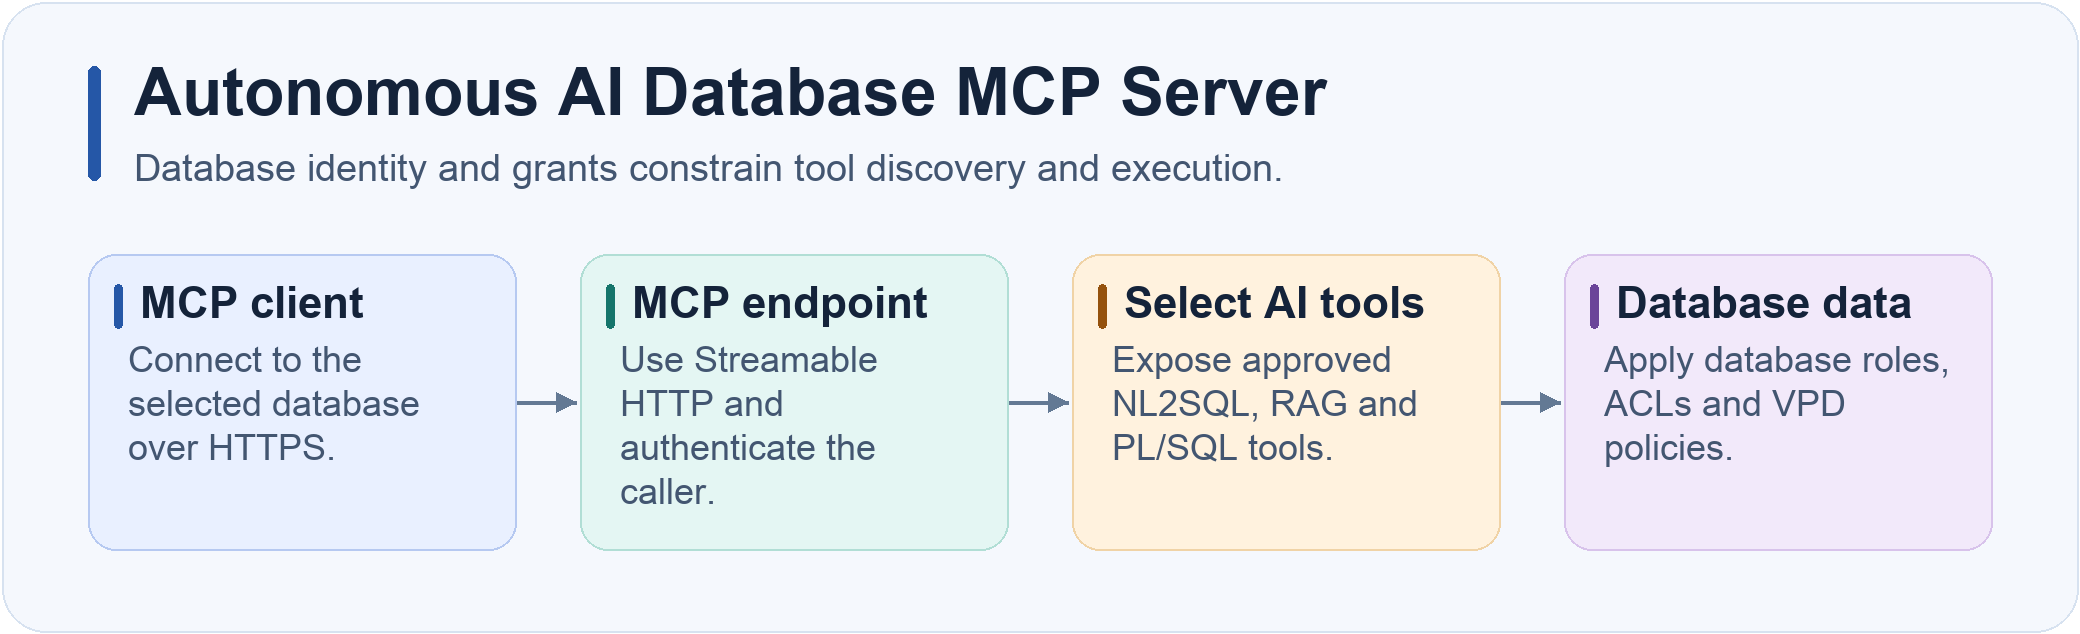 Autonomous AI Database MCP Server
Database identity and grants constrain tool discovery and execution.
MCP client
Connect to the
selected database
over HTTPS.
MCP endpoint
Use Streamable
HTTP and
authenticate the
caller.
Select AI tools
Expose approved
NL2SQL, RAG and
PL/SQL tools.
Database data
Apply database roles,
ACLs and VPD
policies.